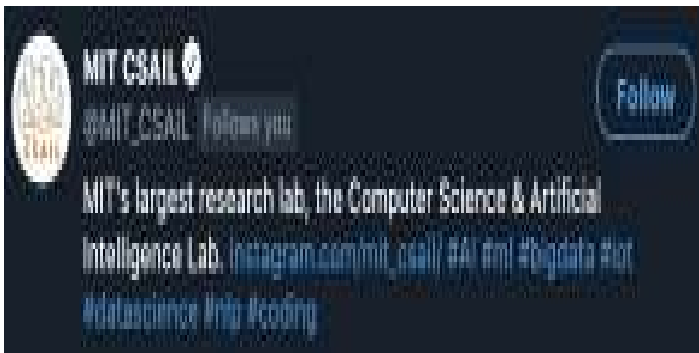 MIT CSAIL
@MIT_CSAIL Follows you
Follow
MIT's largest research lab, the Computer Science & Artificial
Intelligence Lab. instagram.com/mit_csail/ #AI #ml #bigdata #iot
#datascience #nlp #coding